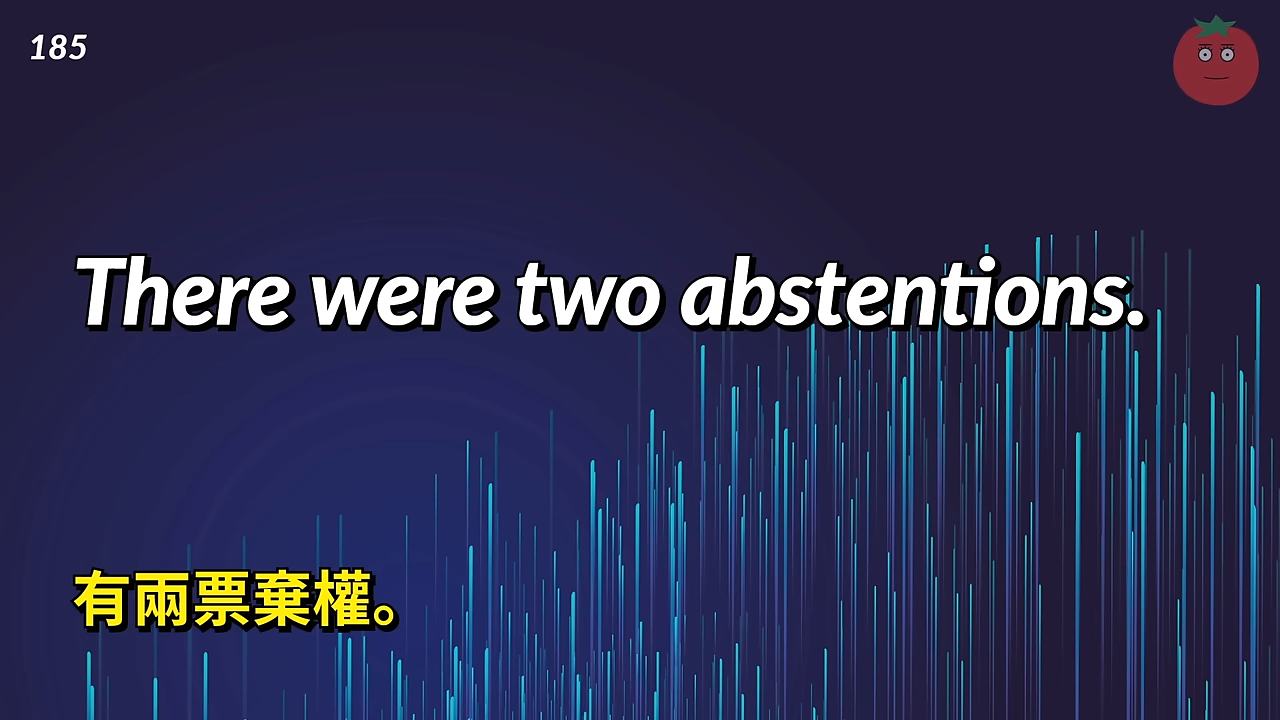 185
There were two abstentions.
有兩票棄權。